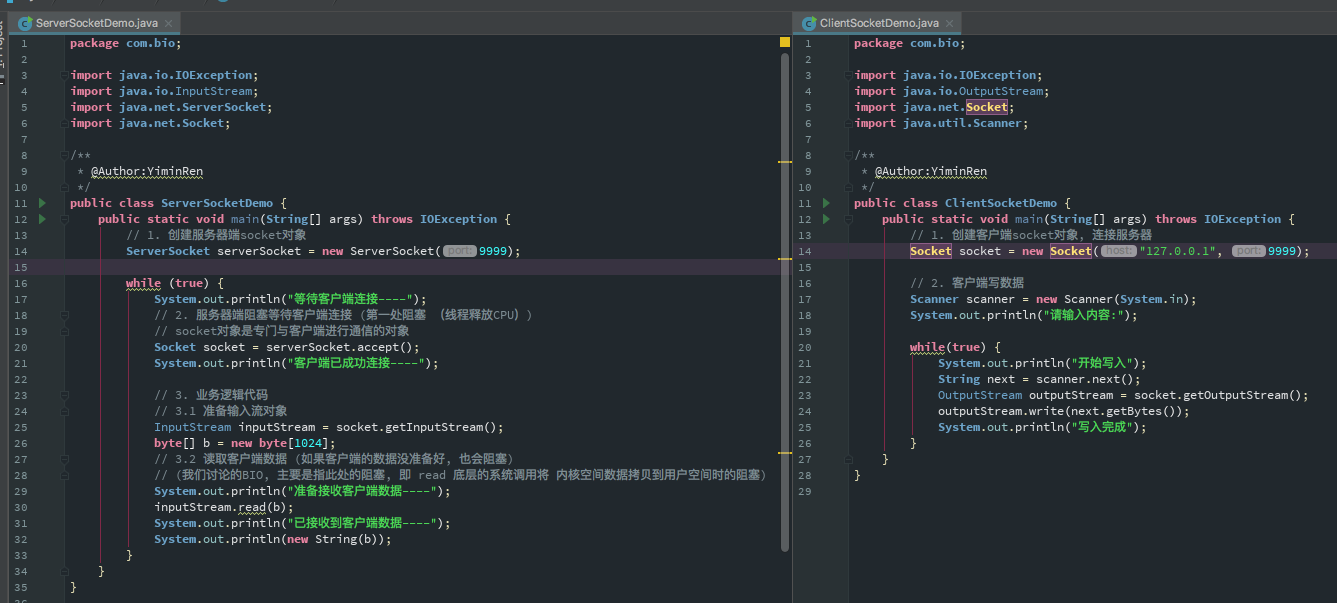 ServerSocketDemo.java
1 package com.bio;
2
3 import java.io.IOException;
4 import java.io.InputStream;
5 import java.net.ServerSocket;
6 import java.net.Socket;
7
8 /**
9 * @Author:YiminRen
10 */
11 public class ServerSocketDemo {
12 public static void main(String[] args) throws IOException {
13 // 1. 创建服务器端socket对象
14 ServerSocket serverSocket = new ServerSocket( port: 9999);
15
16 while (true) {
17 System.out.println("等待客户端连接----");
18 // 2. 服务器端阻塞等待客户端连接 (第一处阻塞 （线程释放CPU）)
19 // socket对象是专门与客户端进行通信的对象
20 Socket socket = serverSocket.accept();
21 System.out.println("客户端已成功连接----");
22
23 // 3. 业务逻辑代码
24 // 3.1 准备输入流对象
25 InputStream inputStream = socket.getInputStream();
26 byte[] b = new byte[1024];
27 // 3.2 读取客户端数据 (如果客户端的数据没准备好, 也会阻塞)
28 // (我们讨论的BIO, 主要是指此处的阻塞, 即 read 底层的系统调用将 内核空间数据拷贝到用户空间时的阻塞)
29 System.out.println("准备接收客户端数据----");
30 inputStream.read(b);
31 System.out.println("已接收到客户端数据----");
32 System.out.println(new String(b));
33 }
34 }
35 }
ClientSocketDemo.java
1 package com.bio;
2
3 import java.io.IOException;
4 import java.io.OutputStream;
5 import java.net.Socket;
6 import java.util.Scanner;
7
8 /**
9 * @Author:YiminRen
10 */
11 public class ClientSocketDemo {
12 public static void main(String[] args) throws IOException {
13 // 1. 创建客户端socket对象, 连接服务器
14 Socket socket = new Socket( host: "127.0.0.1", port: 9999);
15
16 // 2. 客户端写数据
17 Scanner scanner = new Scanner(System.in);
18 System.out.println("请输入内容:");
19
20 while(true) {
21 System.out.println("开始写入");
22 String next = scanner.next();
23 OutputStream outputStream = socket.getOutputStream();
24 outputStream.write(next.getBytes());
25 System.out.println("写入完成");
26 }
27 }
28 }
29